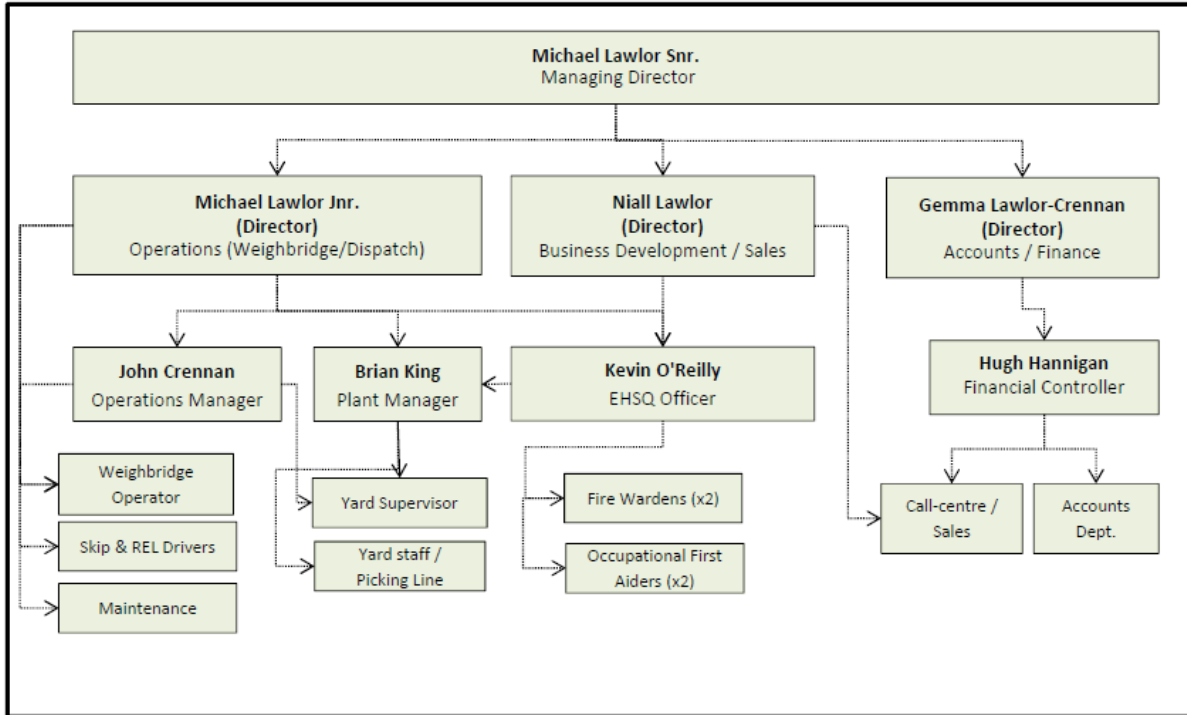 Michael Lawlor Snr.
Managing Director
Michael Lawlor Jnr.
(Director)
Operations (Weighbridge/Dispatch)
Niall Lawlor
(Director)
Business Development / Sales
Gemma Lawlor-Crennan
(Director)
Accounts / Finance
John Crennan
Operations Manager
Brian King
Plant Manager
Kevin O'Reilly
EHSQ Officer
Hugh Hannigan
Financial Controller
Weighbridge
Operator
Yard Supervisor
Fire Wardens (x2)
Call-centre /
Sales
Accounts
Dept.
Skip & REL Drivers
Yard staff /
Picking Line
Occupational First
Aiders (x2)
Maintenance